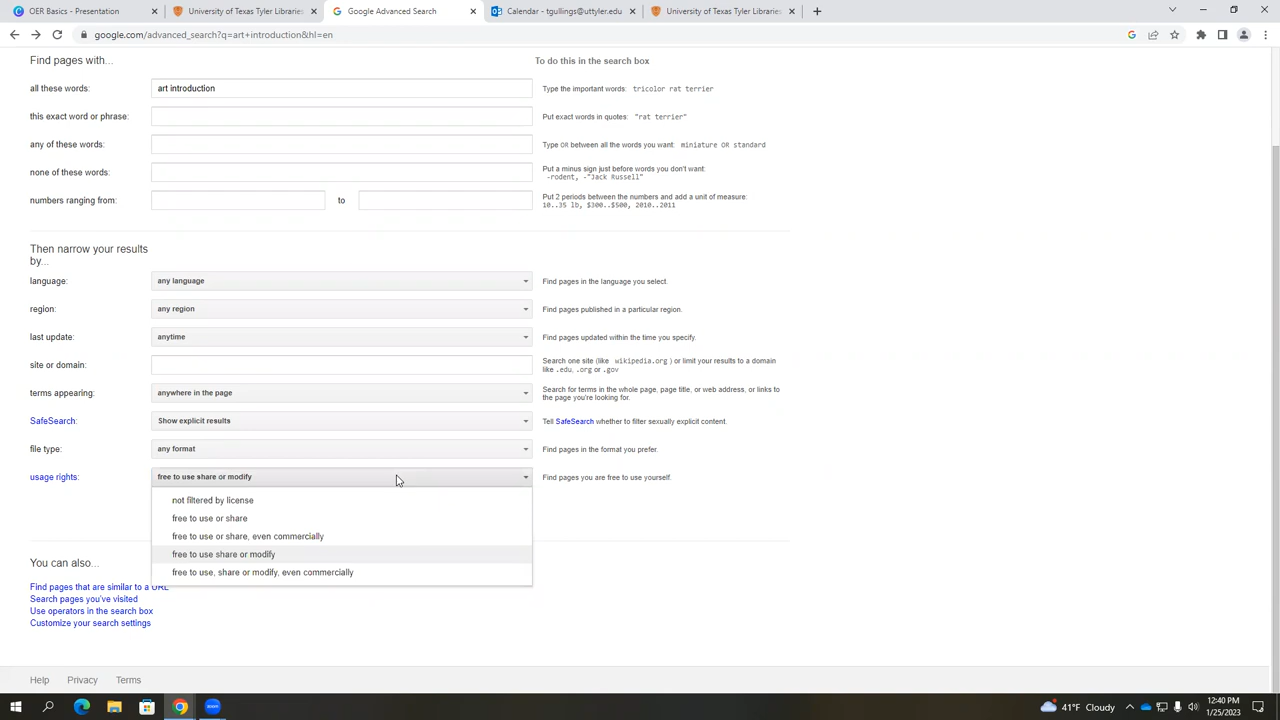 OER Basics - Presentation
University of Texas Tyler Libraries
Google Advanced Search
Calendar - tgullings@uttyler.edu
University of Texas Tyler Libraries
google.com/advanced_search?q=art+introduction&hl=en
Find pages with...
To do this in the search box
all these words:
art introduction
Type the important words: tricolor rat terrier
this exact word or phrase:
Put exact words in quotes: "rat terrier"
any of these words:
Type OR between all the words you want: miniature OR standard
none of these words:
Put a minus sign just before words you don't want:
-rodent, -"Jack Russell"
numbers ranging from:
to
Put 2 periods between the numbers and add a unit of measure:
10..35 lb, $300..$500, 2010..2011
Then narrow your results
by...
language:
any language
Find pages in the language you select.
region:
any region
Find pages published in a particular region.
last update:
anytime
Find pages updated within the time you specify.
site or domain:
Search one site (like wikipedia.org ) or limit your results to a domain
like .edu, .org or .gov
terms appearing:
anywhere in the page
Search for terms in the whole page, page title, or web address, or links to
the page you're looking for.
SafeSearch:
Show explicit results
Tell SafeSearch whether to filter sexually explicit content.
file type:
any format
Find pages in the format you prefer.
usage rights:
free to use share or modify
Find pages you are free to use yourself.
not filtered by license
free to use or share
free to use or share, even commercially
free to use share or modify
free to use, share or modify, even commercially
You can also...
Find pages that are similar to a URL
Search pages you've visited
Use operators in the search box
Customize your search settings
Help
Privacy
Terms
zoom
41°F Cloudy
12:40 PM
1/25/2023